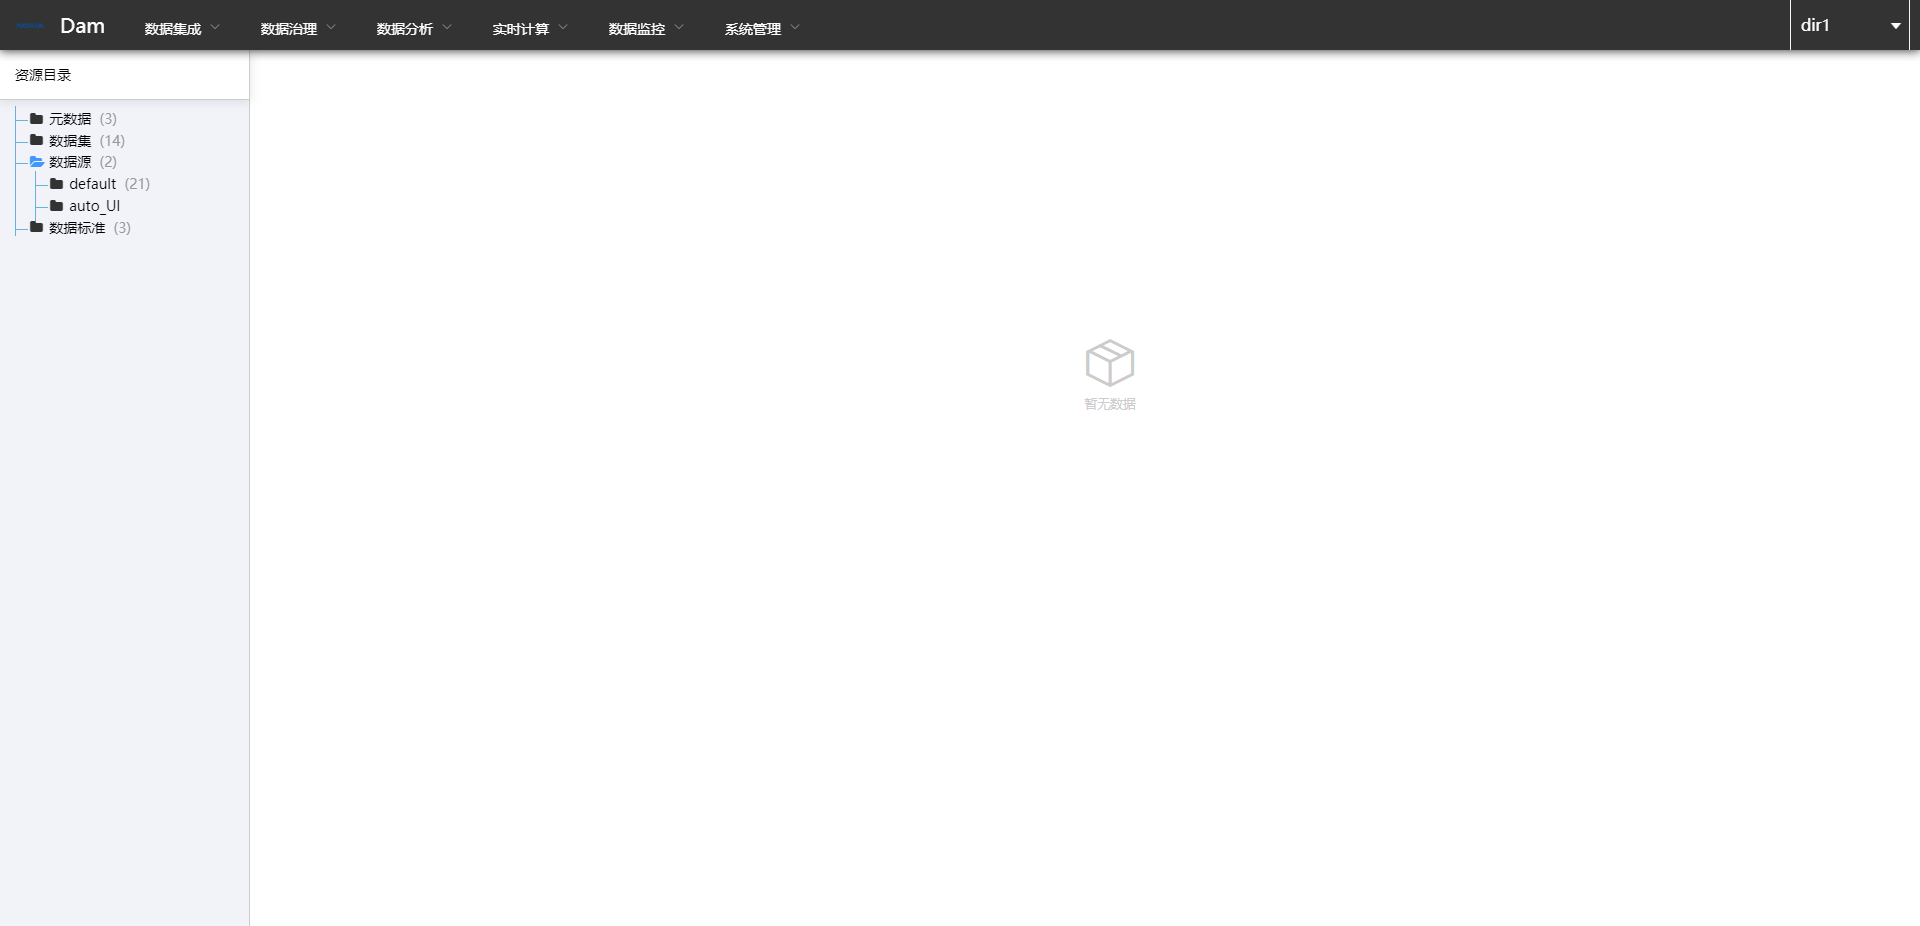 Dam 数据集成 数据治理 数据分析 实时计算 数据监控 系统管理 dir1
资源目录
元数据 (3)
数据集 (14)
数据源 (2)
default (21)
auto_UI
数据标准 (3)
暂无数据